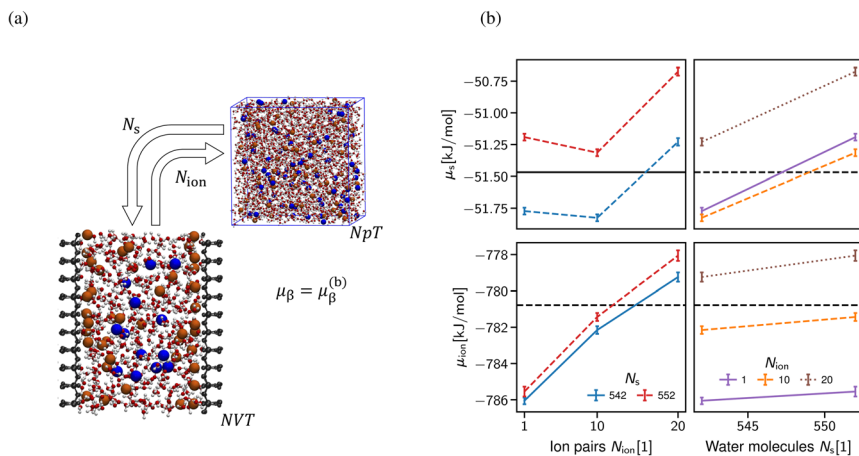 (a)
N_s
N_ion
NpT
μ_β = μ_β^(b)
NVT
(b)
μ_s[kJ/mol]
−50.75
−51.00
−51.25
−51.50
−51.75
μ_ion[kJ/mol]
−778
−780
−782
−784
−786
N_s
542 552
1 10 20
Ion pairs N_ion[1]
N_ion
1 10 20
545 550
Water molecules N_s[1]